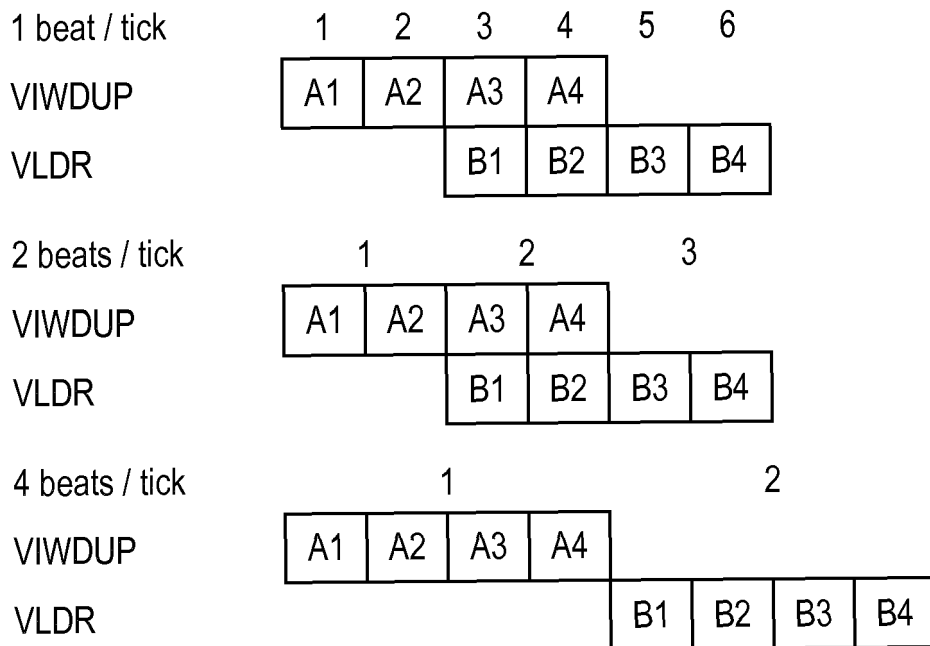 1 beat / tick 1 2 3 4 5 6
VIWDUP A1 A2 A3 A4
VLDR B1 B2 B3 B4
2 beats / tick 1 2 3
VIWDUP A1 A2 A3 A4
VLDR B1 B2 B3 B4
4 beats / tick 1 2
VIWDUP A1 A2 A3 A4
VLDR B1 B2 B3 B4